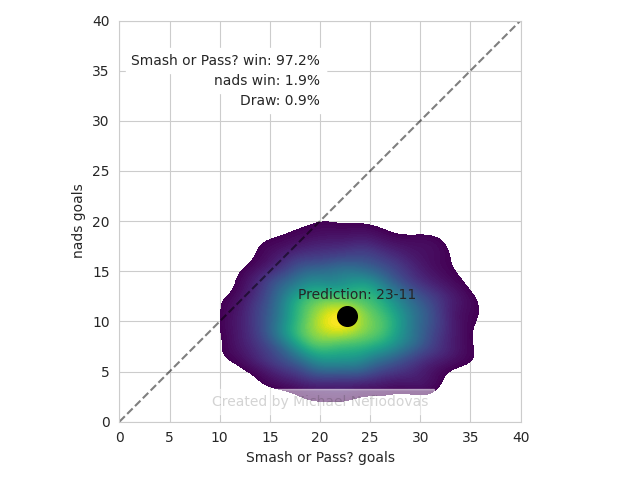 40
35
30
25
20
15
10
5
0
nads goals
Smash or Pass? win: 97.2%
nads win: 1.9%
Draw: 0.9%
Prediction: 23-11
Created by Michael Nefiodovas
0 5 10 15 20 25 30 35 40
Smash or Pass? goals